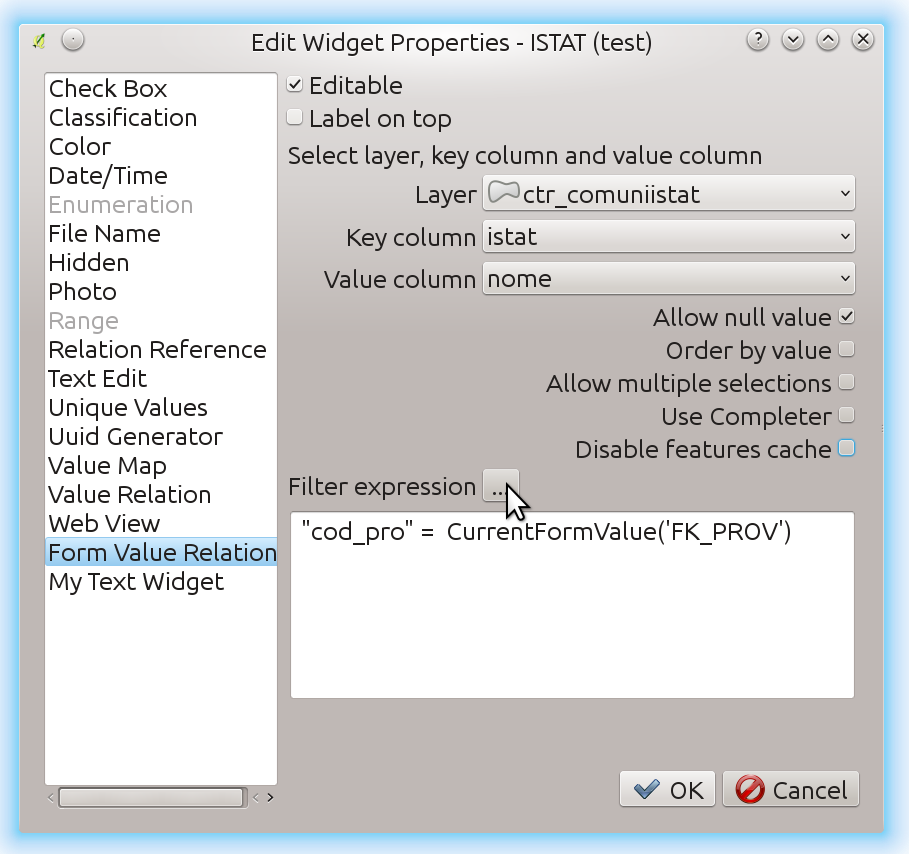 Edit Widget Properties - ISTAT (test)
?
Check Box
Classification
Color
Date/Time
Enumeration
File Name
Hidden
Photo
Range
Relation Reference
Text Edit
Unique Values
Uuid Generator
Value Map
Value Relation
Web View
Form Value Relation
My Text Widget
Editable
Label on top
Select layer, key column and value column
Layer ctr_comuniistat
Key column istat
Value column nome
Allow null value
Order by value
Allow multiple selections
Use Completer
Disable features cache
Filter expression ...
"cod_pro" = CurrentFormValue('FK_PROV')
OK Cancel